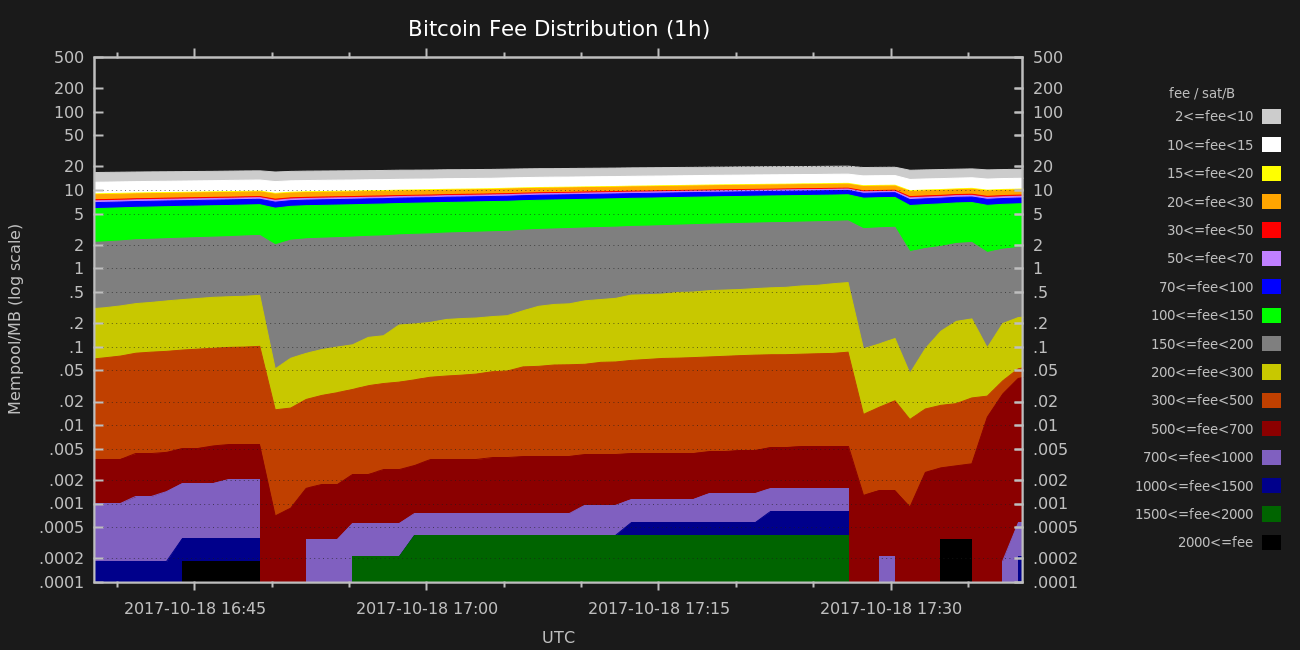 Bitcoin Fee Distribution (1h)
Mempool/MB (log scale)
500
200
100
50
20
10
5
2
1
.5
.2
.1
.05
.02
.01
.005
.002
.001
.0005
.0002
.0001
500
200
100
50
20
10
5
2
1
.5
.2
.1
.05
.02
.01
.005
.002
.001
.0005
.0002
.0001
2017-10-18 16:45
2017-10-18 17:00
2017-10-18 17:15
2017-10-18 17:30
UTC
fee / sat/B
2<=fee<10
10<=fee<15
15<=fee<20
20<=fee<30
30<=fee<50
50<=fee<70
70<=fee<100
100<=fee<150
150<=fee<200
200<=fee<300
300<=fee<500
500<=fee<700
700<=fee<1000
1000<=fee<1500
1500<=fee<2000
2000<=fee